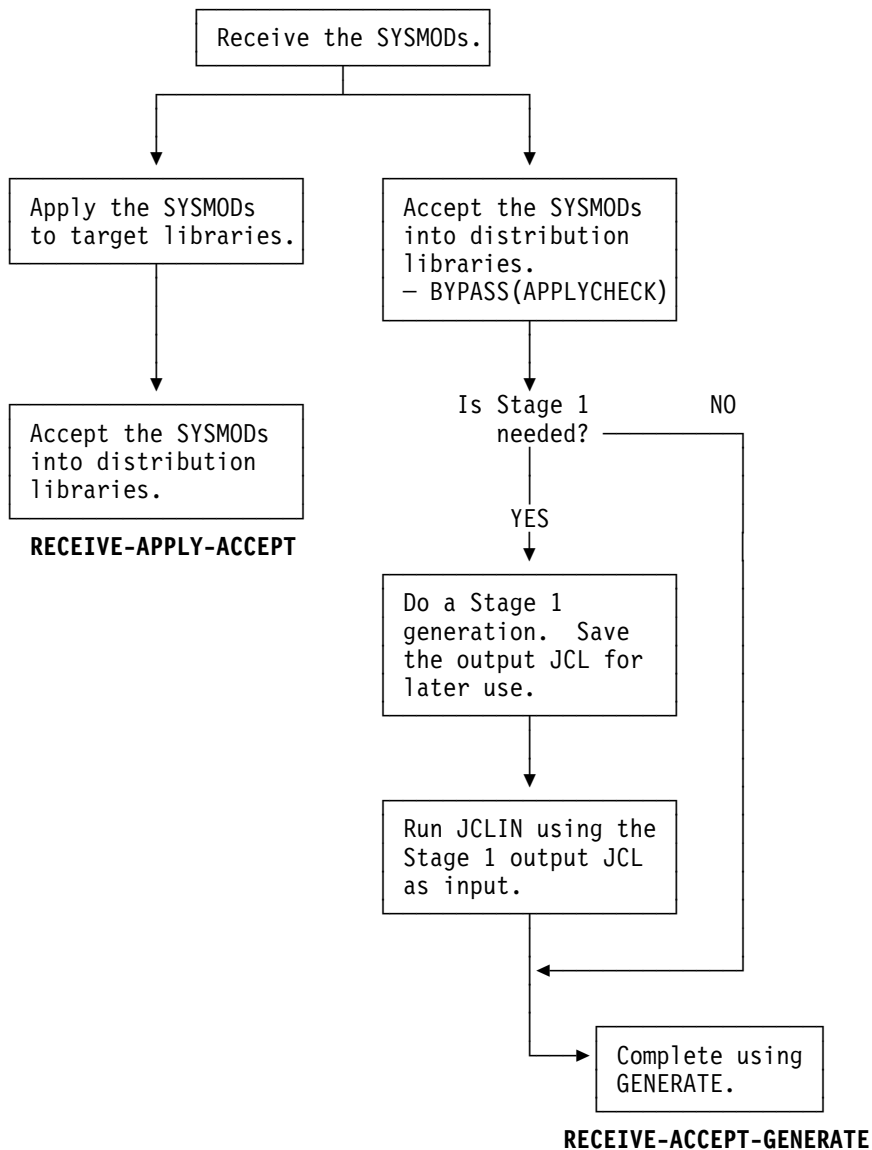 Receive the SYSMODs.
Apply the SYSMODs
to target libraries.
Accept the SYSMODs
into distribution
libraries.
RECEIVE-APPLY-ACCEPT
Accept the SYSMODs
into distribution
libraries.
– BYPASS(APPLYCHECK)
Is Stage 1
needed?
NO
YES
Do a Stage 1
generation.  Save
the output JCL for
later use.
Run JCLIN using the
Stage 1 output JCL
as input.
Complete using
GENERATE.
RECEIVE-ACCEPT-GENERATE